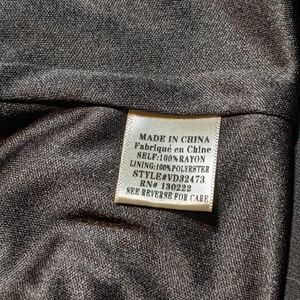 MADE IN CHINA
Fabriqué en Chine
SELF:100%RAYON
LINING:100%POLYESTER
STYLE#VD32473
RN# 130222
SEE REVERSE FOR CARE